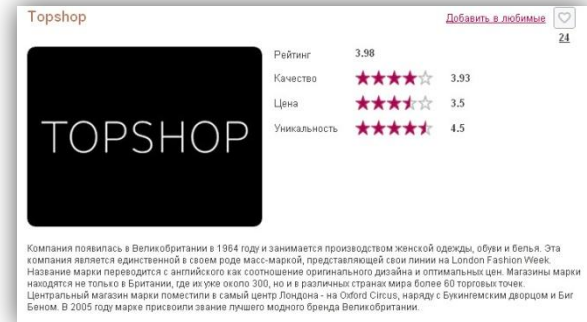 Topshop
Добавить в любимые
24
Рейтинг 3.98
Качество 3.93
Цена 3.5
Уникальность 4.5
TOPSHOP
Компания появилась в Великобритании в 1964 году и занимается производством женской одежды, обуви и белья. Эта
компания является единственной в своем роде масс-маркой, представляющей свои линии на London Fashion Week.
Название марки переводится с английского как соотношение оригинального дизайна и оптимальных цен. Магазины марки
находятся не только в Британии, где их уже около 300, но и в различных странах мира более 60 торговых точек.
Центральный магазин марки поместили в самый центр Лондона - на Oxford Circus, наряду с Букингемским дворцом и Биг
Беном. В 2005 году марке присвоили звание лучшего модного бренда Великобритании.